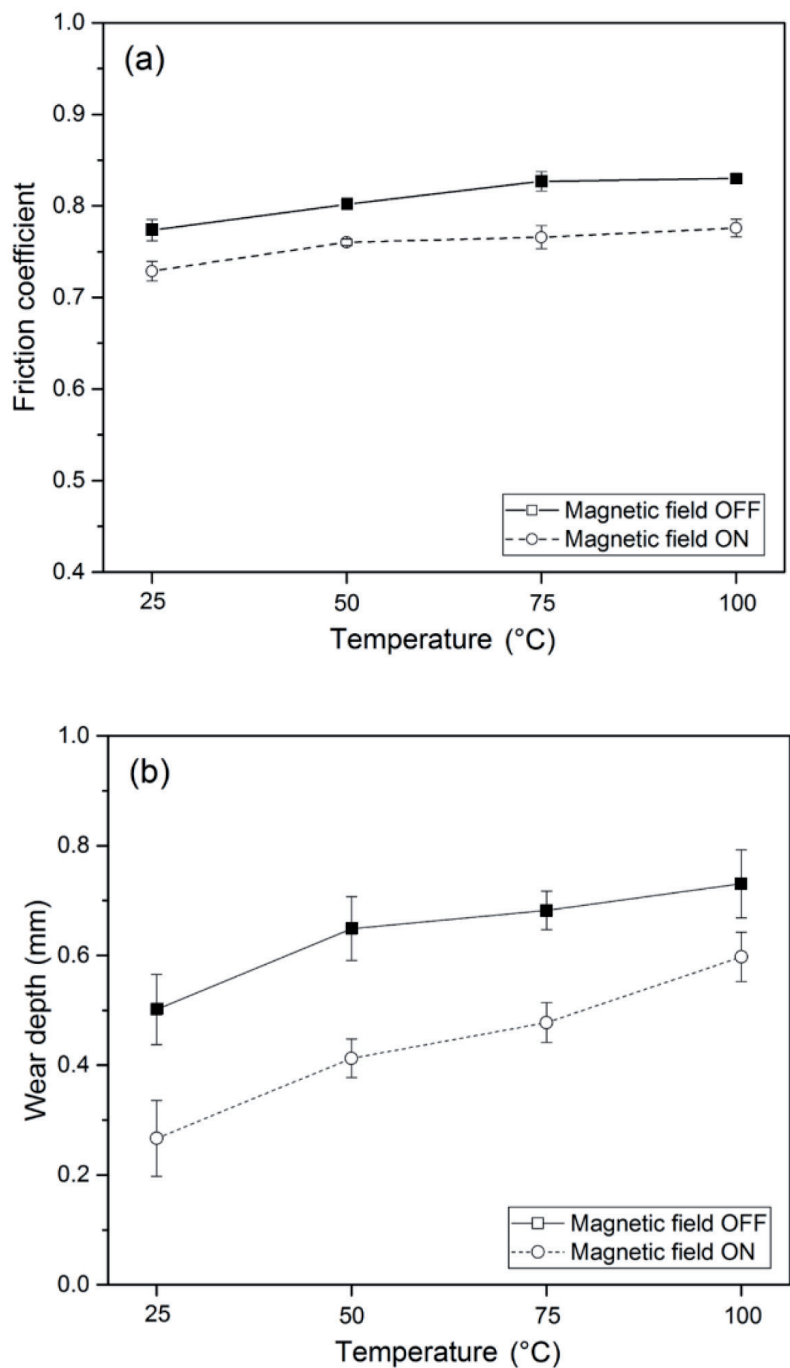 1.0
(a)
0.9
0.8
0.7
0.6
0.5
0.4
Friction coefficient
Magnetic field OFF
Magnetic field ON
25 50 75 100
Temperature (°C)
1.0
(b)
0.8
0.6
0.4
0.2
0.0
Wear depth (mm)
Magnetic field OFF
Magnetic field ON
25 50 75 100
Temperature (°C)